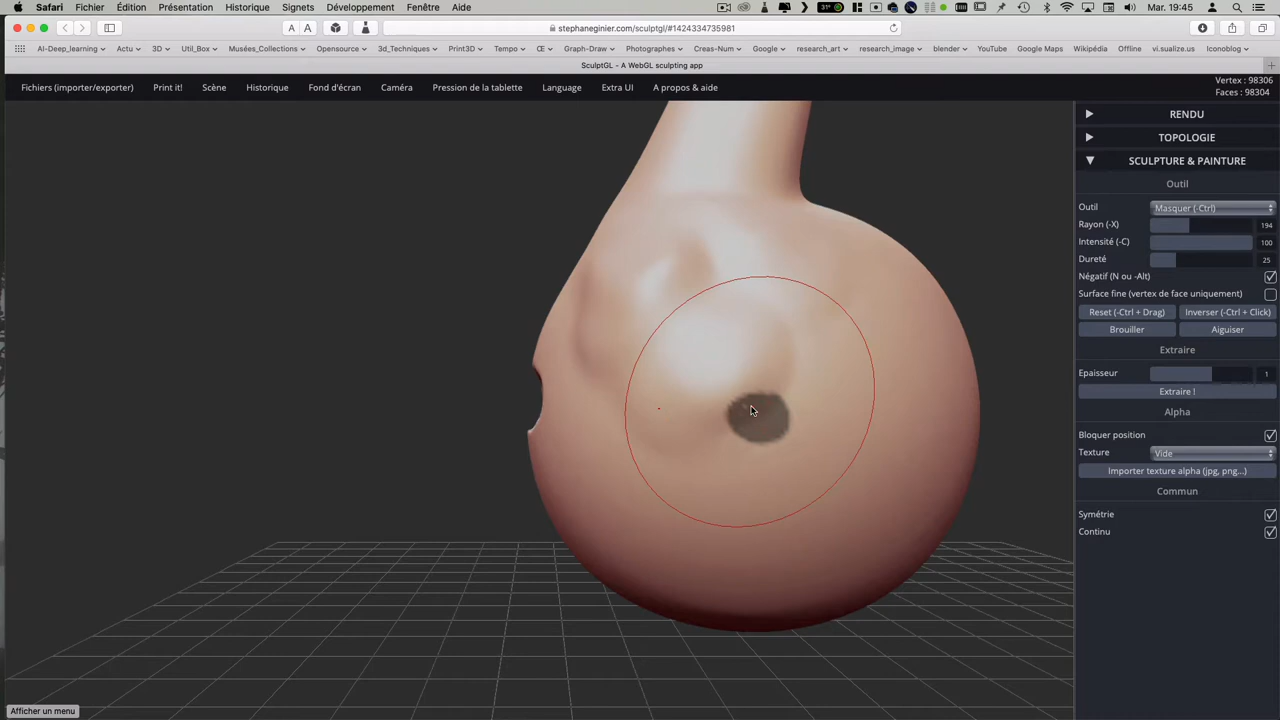 Safari Fichier Édition Présentation Historique Signets Développement Fenêtre Aide
31° Mar. 19:45
A A
stephaneginier.com/sculptgl/#1424334735981
AI-Deep_learning Actu 3D Util_Box Musées_Collections Opensource 3d_Techniques Print3D Tempo Œ Graph-Draw Photographes Creas-Num Google research_art research_image blender YouTube Google Maps Wikipédia Offline vi.sualize.us Iconoblog
SculptGL - A WebGL sculpting app
Fichiers (importer/exporter) Print it! Scène Historique Fond d'écran Caméra Pression de la tablette Language Extra UI A propos & aide
Vertex : 98306
Faces : 98304
RENDU
TOPOLOGIE
SCULPTURE & PAINTURE
Outil
Outil Masquer (-Ctrl)
Rayon (-X) 194
Intensité (-C) 100
Dureté 25
Négatif (N ou -Alt)
Surface fine (vertex de face uniquement)
Reset (-Ctrl + Drag) Inverser (-Ctrl + Click)
Brouiller Aiguiser
Extraire
Epaisseur 1
Extraire !
Alpha
Bloquer position
Texture Vide
Importer texture alpha (jpg, png...)
Commun
Symétrie
Continu
Afficher un menu